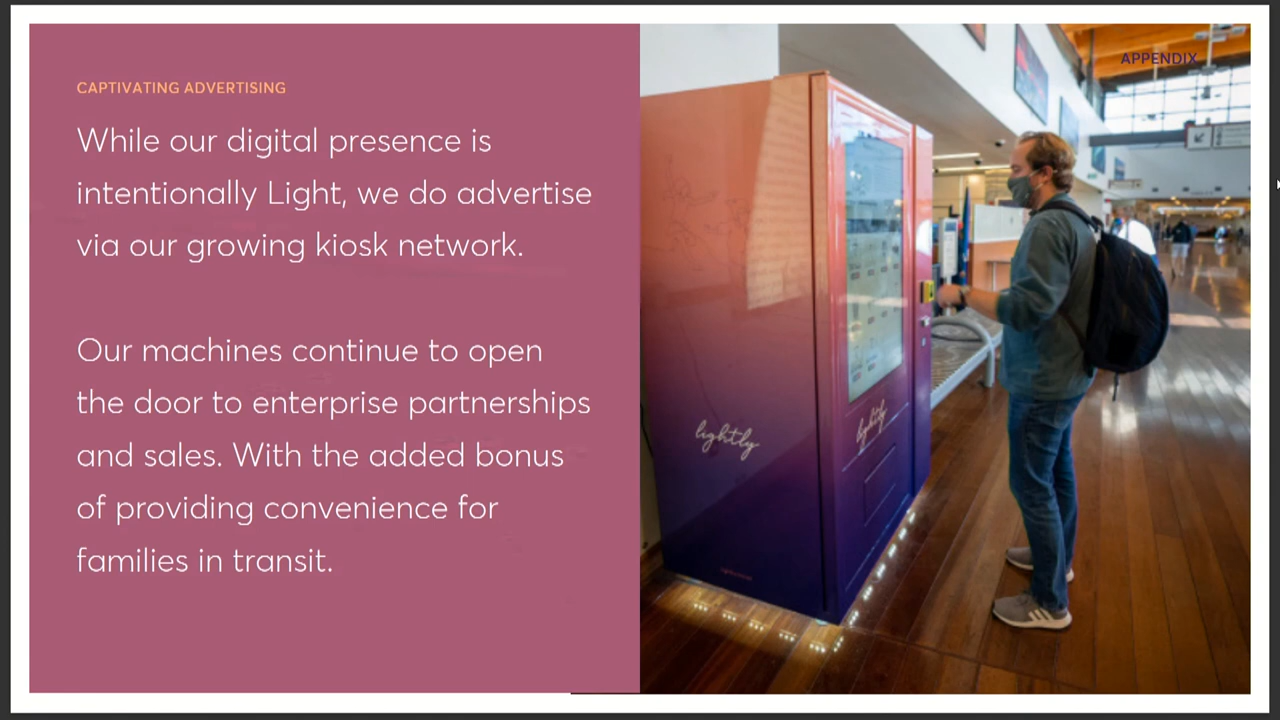 CAPTIVATING ADVERTISING
While our digital presence is
intentionally Light, we do advertise
via our growing kiosk network.
Our machines continue to open
the door to enterprise partnerships
and sales. With the added bonus
of providing convenience for
families in transit.
APPENDIX
lightly
lightly